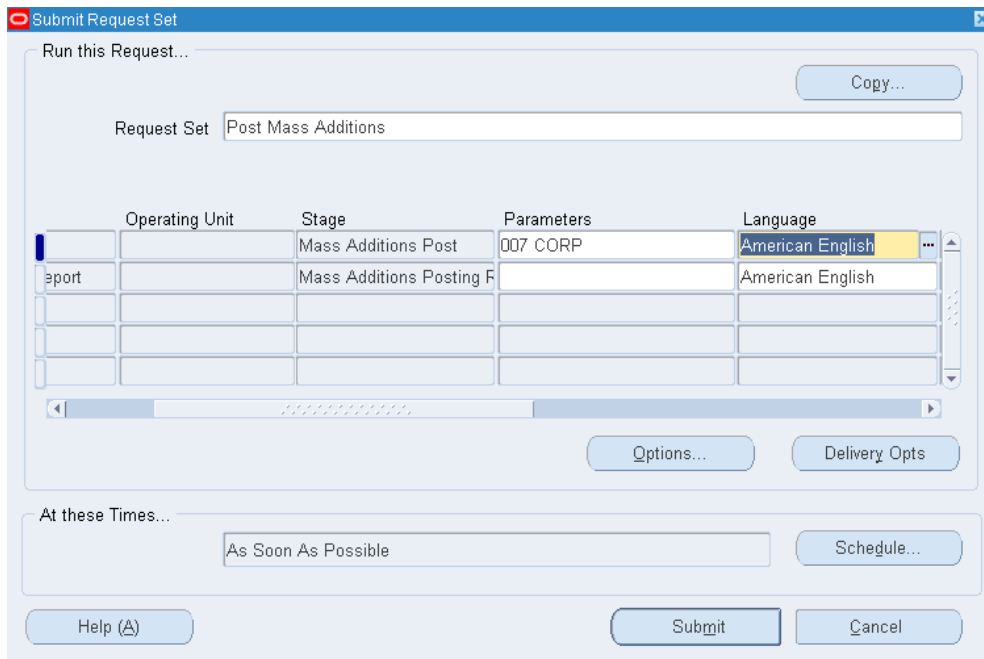 Submit Request Set
Run this Request...
Copy...
Request Set Post Mass Additions
Operating Unit Stage Parameters Language
Mass Additions Post 007 CORP American English ...
eport Mass Additions Posting R American English
Options... Delivery Opts
At these Times...
As Soon As Possible Schedule...
Help (A) Submit Cancel